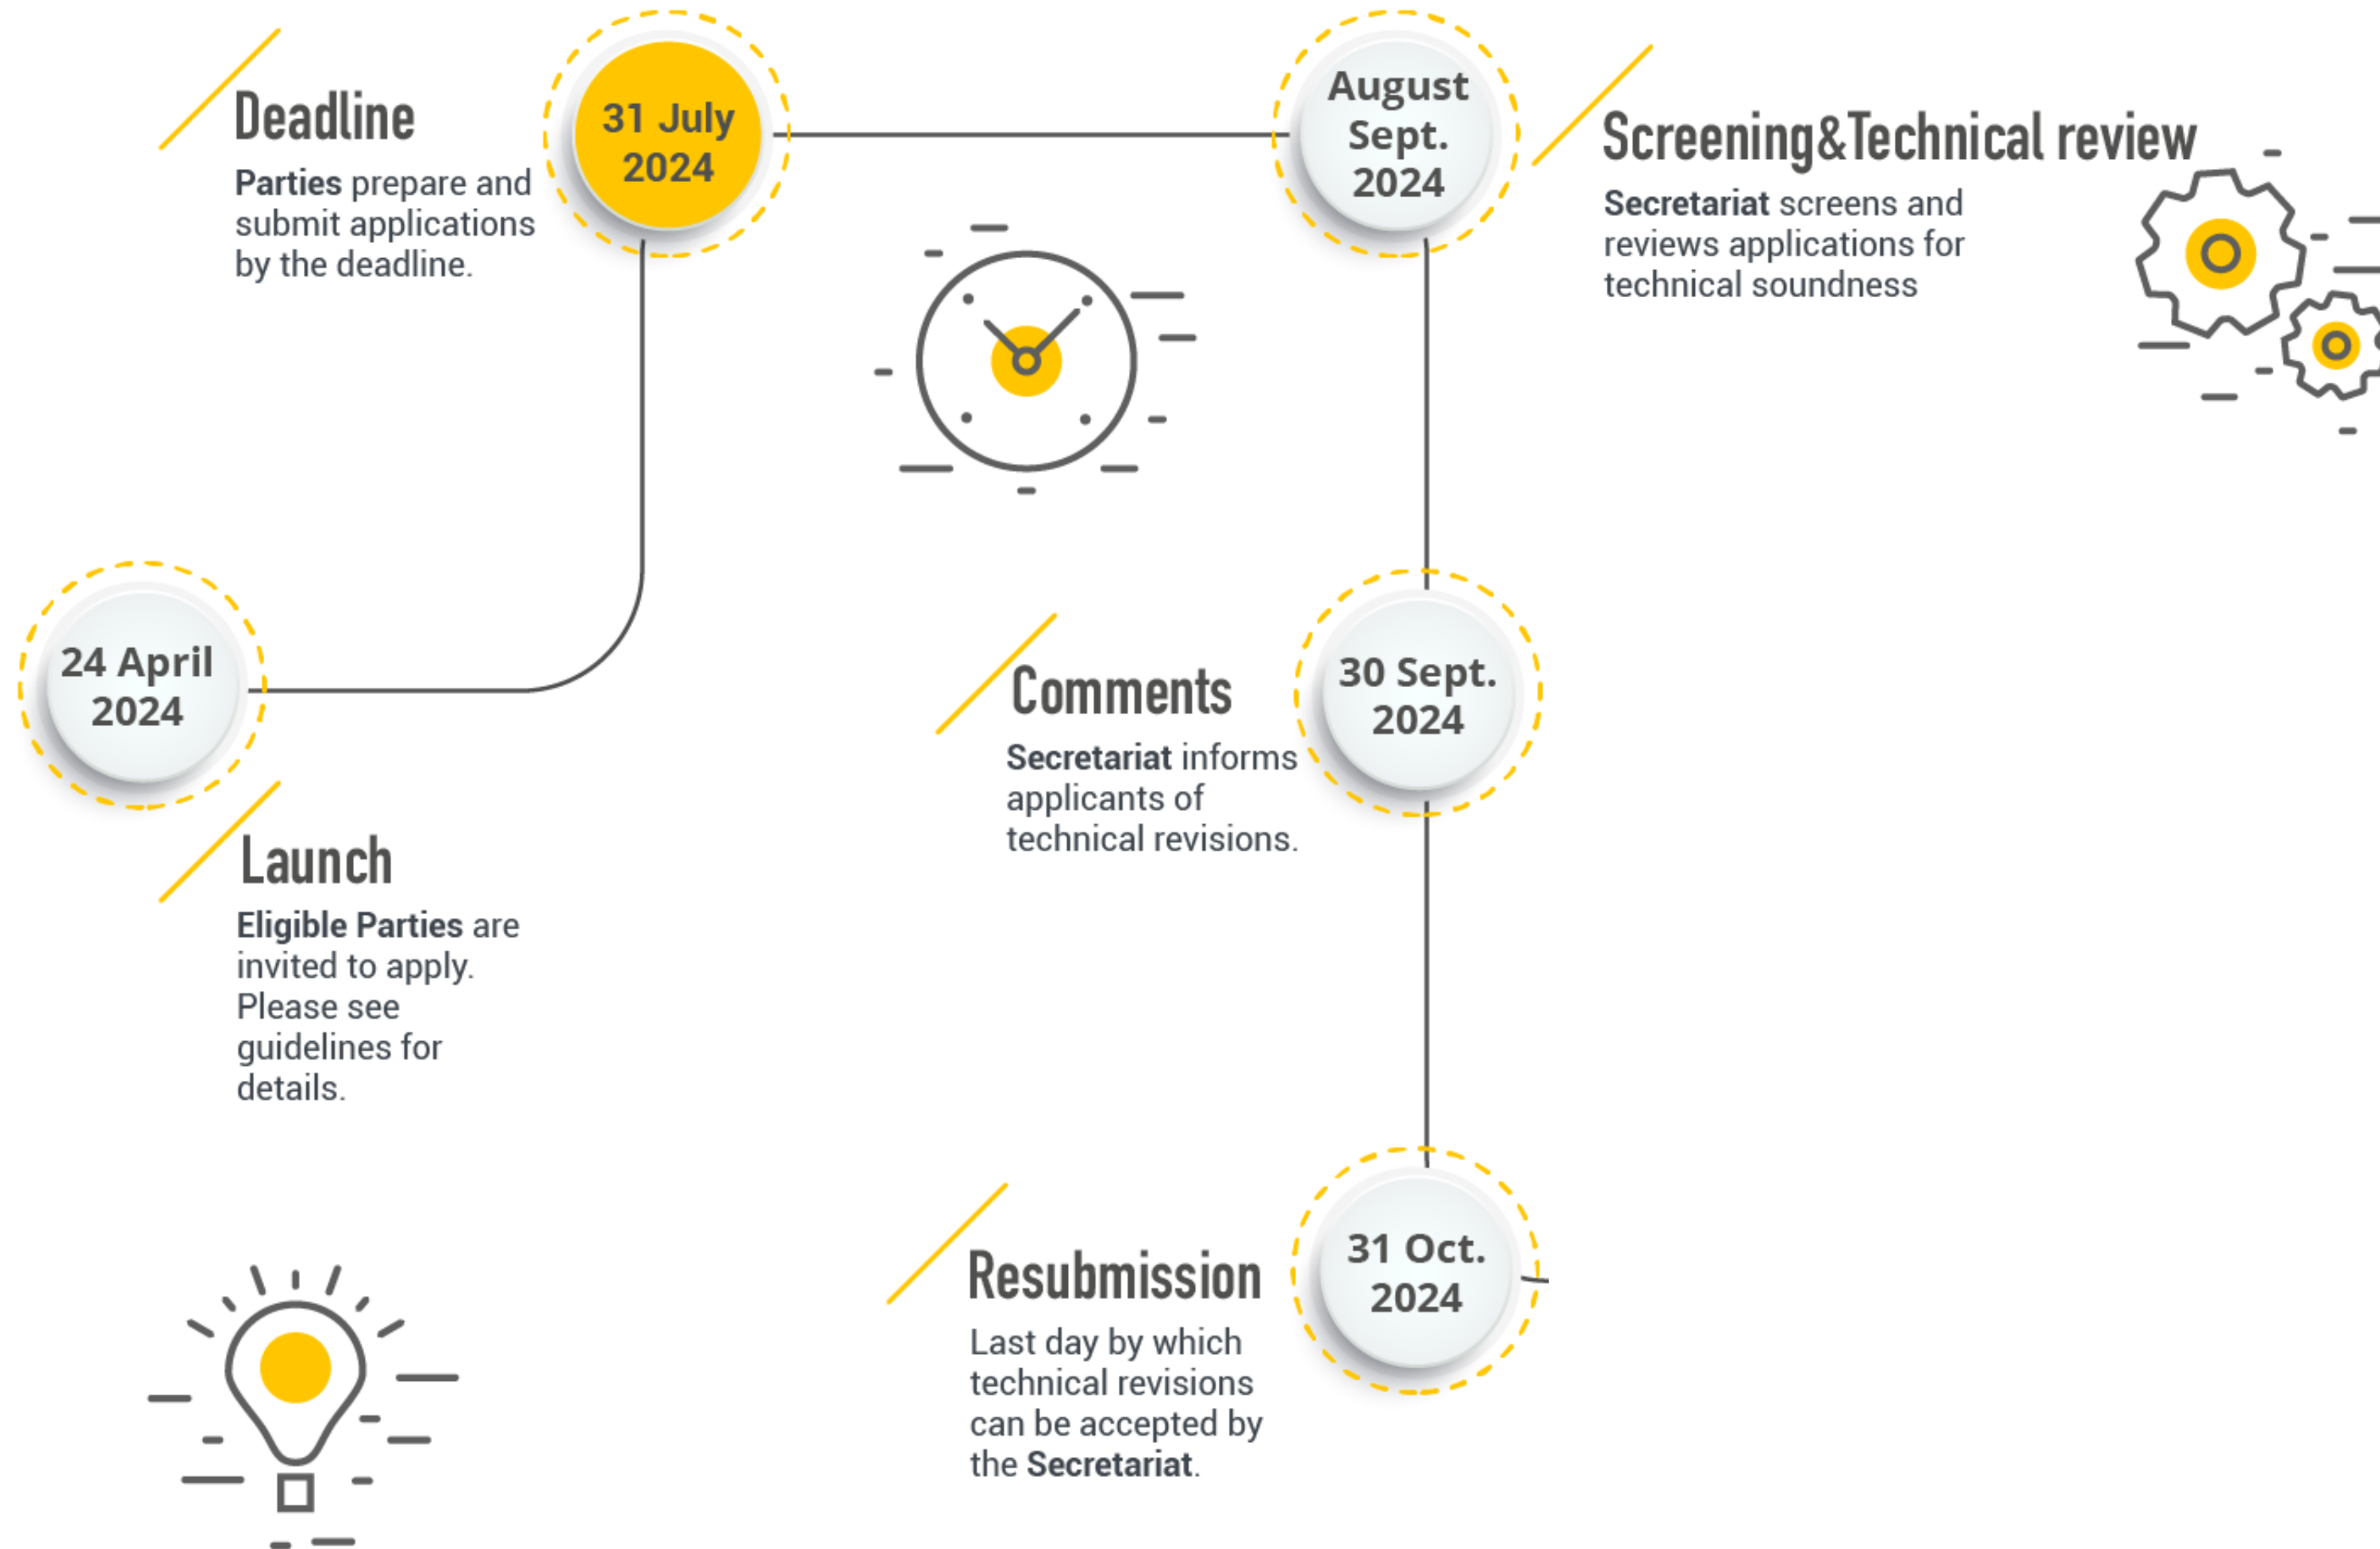 Deadline
Parties prepare and
submit applications
by the deadline.
31 July
2024
August
Sept.
2024
Screening&Technical review
Secretariat screens and
reviews applications for
technical soundness
24 April
2024
Launch
Eligible Parties are
invited to apply.
Please see
guidelines for
details.
Comments
Secretariat informs
applicants of
technical revisions.
30 Sept.
2024
Resubmission
Last day by which
technical revisions
can be accepted by
the Secretariat.
31 Oct.
2024